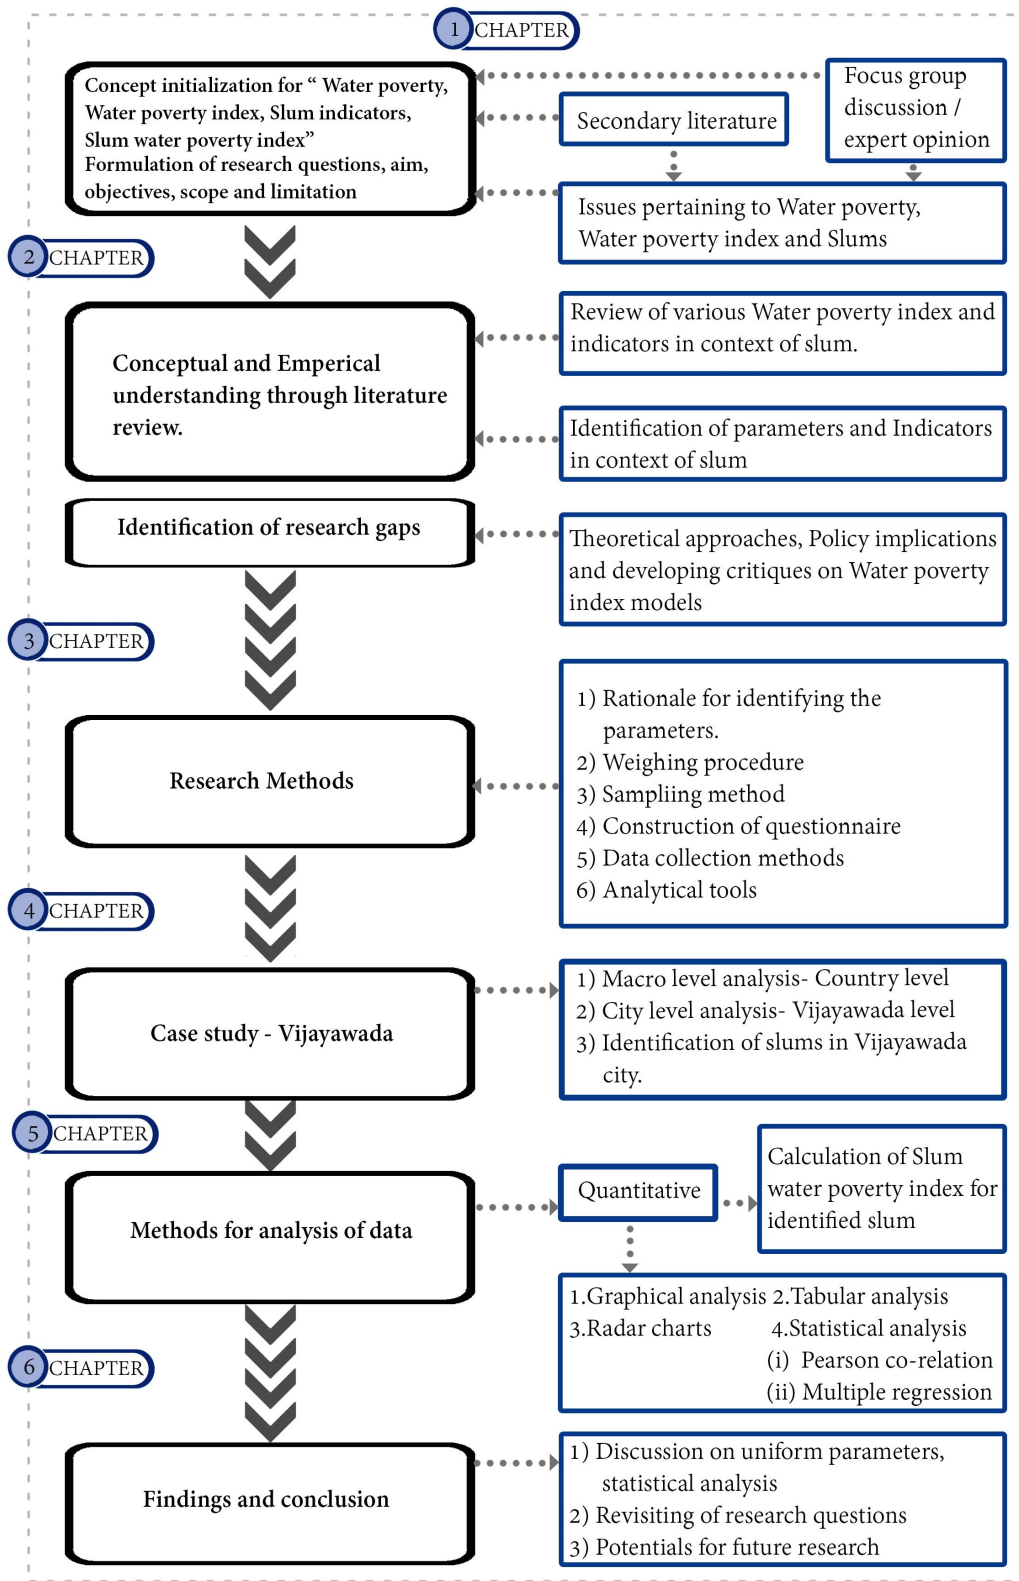 1 CHAPTER
Concept initialization for “ Water poverty,
Water poverty index, Slum indicators,
Slum water poverty index”
Formulation of research questions, aim,
objectives, scope and limitation
Secondary literature
Focus group
discussion /
expert opinion
Issues pertaining to Water poverty,
Water poverty index and Slums
2 CHAPTER
Conceptual and Emperical
understanding through literature
review.
Review of various Water poverty index and
indicators in context of slum.
Identification of parameters and Indicators
in context of slum
Identification of research gaps
Theoretical approaches, Policy implications
and developing critiques on Water poverty
index models
3 CHAPTER
Research Methods
1) Rationale for identifying the
parameters.
2) Weighing procedure
3) Sampliing method
4) Construction of questionnaire
5) Data collection methods
6) Analytical tools
4 CHAPTER
Case study - Vijayawada
1) Macro level analysis- Country level
2) City level analysis- Vijayawada level
3) Identification of slums in Vijayawada
city.
5 CHAPTER
Methods for analysis of data
Quantitative
Calculation of Slum
water poverty index for
identified slum
1.Graphical analysis 2.Tabular analysis
3.Radar charts 4.Statistical analysis
(i) Pearson co-relation
(ii) Multiple regression
6 CHAPTER
Findings and conclusion
1) Discussion on uniform parameters,
statistical analysis
2) Revisiting of research questions
3) Potentials for future research